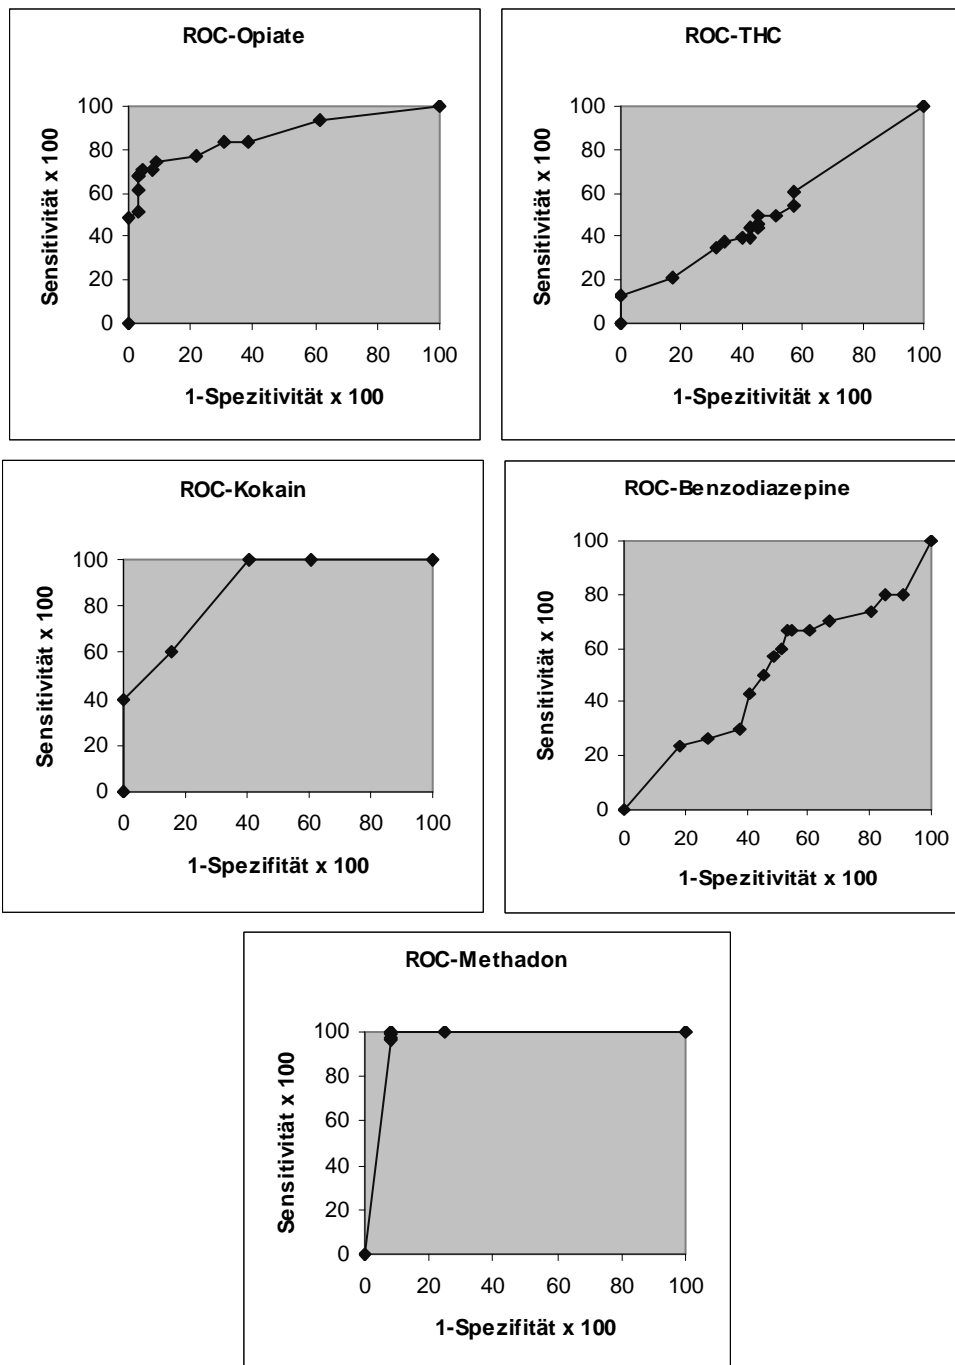 ROC-Opiate
Sensitivität x 100
100
80
60
40
20
0
0 20 40 60 80 100
1-Spezitivität x 100
ROC-THC
Sensitivität x 100
100
80
60
40
20
0
0 20 40 60 80 100
1-Spezitivität x 100
ROC-Kokain
Sensitivität x 100
100
80
60
40
20
0
0 20 40 60 80 100
1-Spezifität x 100
ROC-Benzodiazepine
Sensitivität x 100
100
80
60
40
20
0
0 20 40 60 80 100
1-Spezitivität x 100
ROC-Methadon
Sensitivität x 100
100
80
60
40
20
0
0 20 40 60 80 100
1-Spezifität x 100